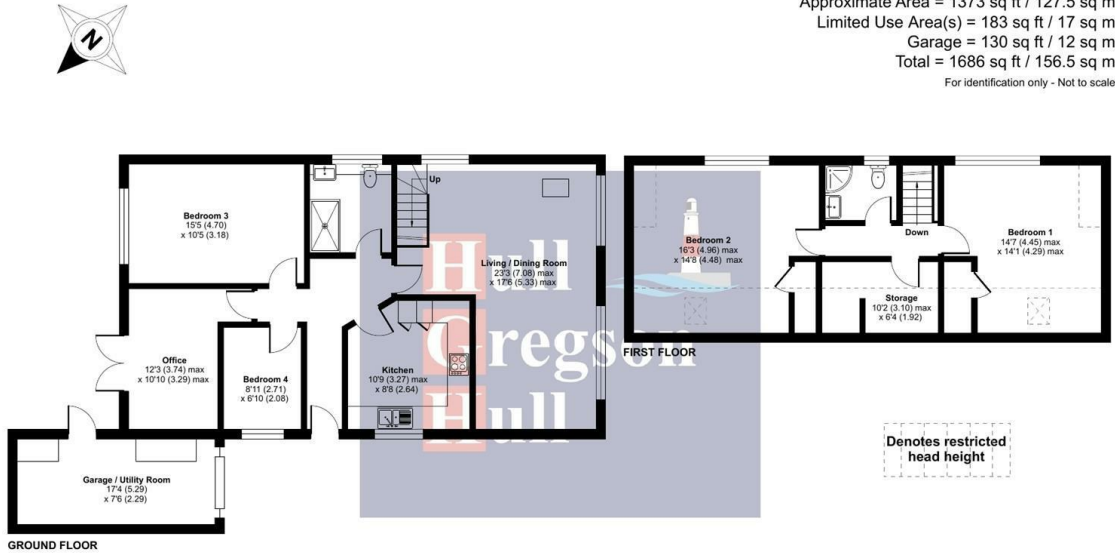 Approximate Area = 1373 sq ft / 127.5 sq m
Limited Use Area(s) = 183 sq ft / 17 sq m
Garage = 130 sq ft / 12 sq m
Total = 1686 sq ft / 156.5 sq m
For identification only - Not to scale
N
Bedroom 3
15'5 (4.70)
x 10'5 (3.18)
Up
Living / Dining Room
23'3 (7.08) max
x 17'6 (5.33) max
Office
12'3 (3.74) max
x 10'10 (3.29) max
Bedroom 4
8'11 (2.71)
x 6'10 (2.08)
Kitchen
10'9 (3.27) max
x 8'8 (2.64)
Garage / Utility Room
17'4 (5.29)
x 7'6 (2.29)
GROUND FLOOR
Bedroom 2
16'3 (4.96) max
x 14'8 (4.48) max
Down
Bedroom 1
14'7 (4.45) max
x 14'1 (4.29) max
Storage
10'2 (3.10) max
x 6'4 (1.92)
FIRST FLOOR
Denotes restricted
head height
Hull
Gregson
Hull